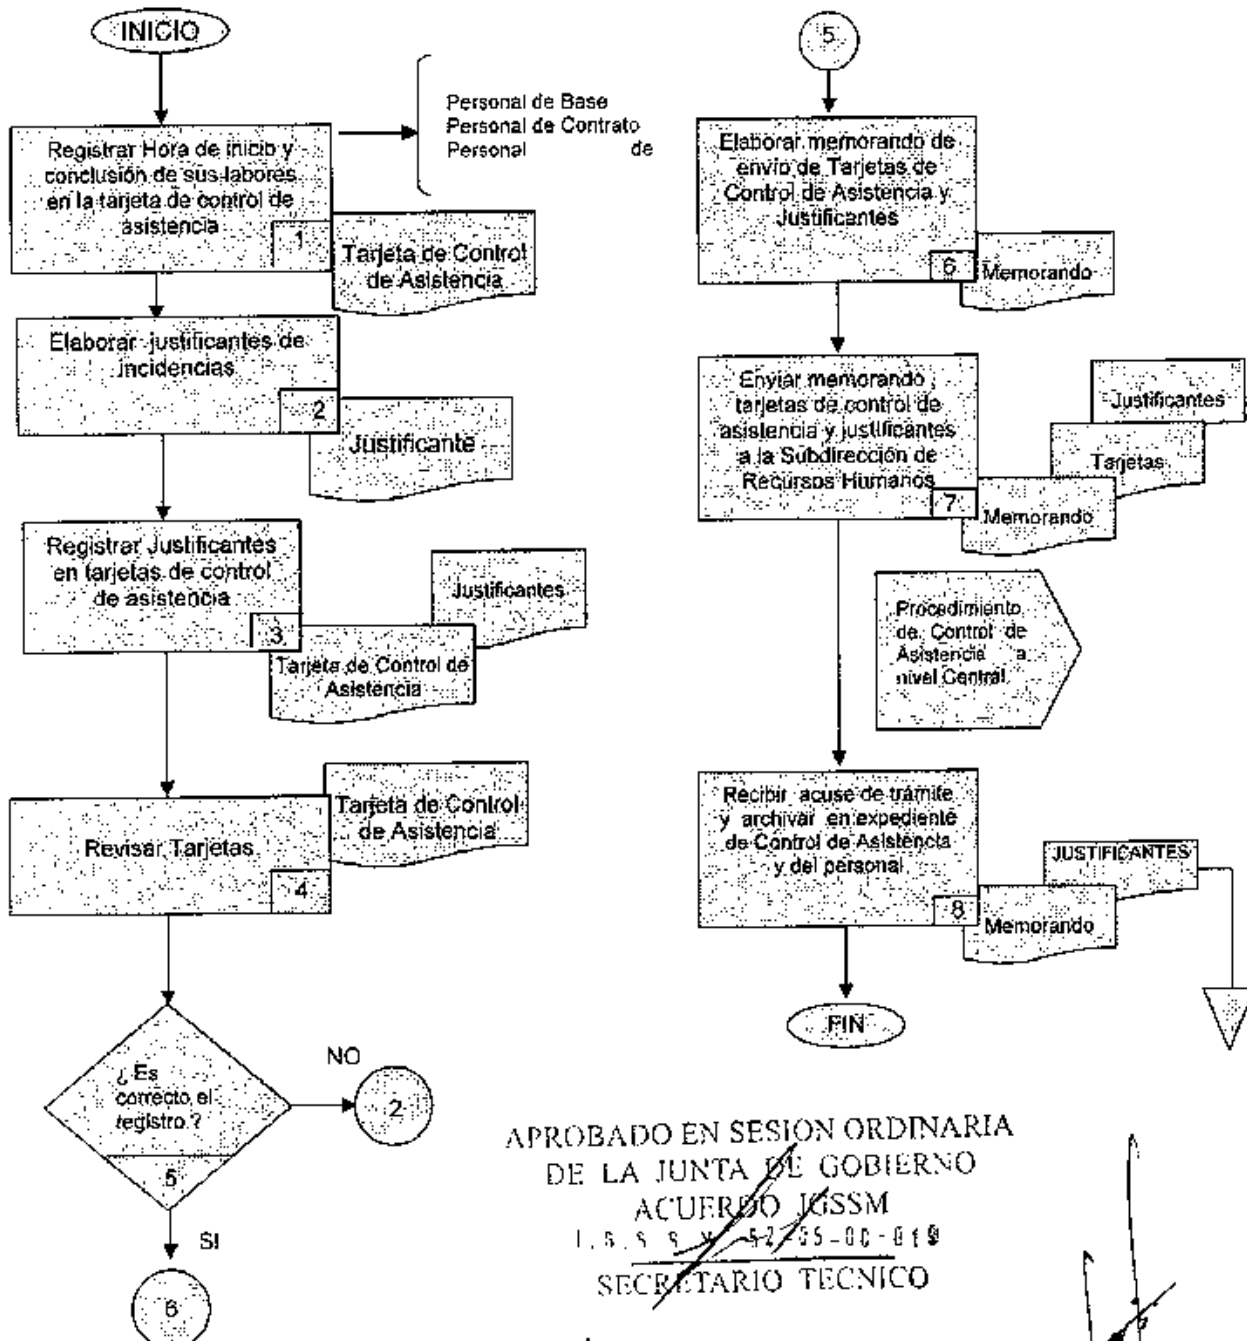 INICIO
Registrar Hora de inicio y
conclusión de sus labores
en la tarjeta de control de
asistencia
1
Personal de Base
Personal de Contrato
Personal de
Tarjeta de Control
de Asistencia
Elaborar justificantes de
incidencias
2
Justificante
Registrar Justificantes
en tarjetas de control
de asistencia
3
Justificantes
Tarjeta de Control de
Asistencia
Revisar Tarjetas
4
Tarjeta de Control
de Asistencia
¿ Es
correcto el
registro ?
5
NO
2
SI
6
5
Elaborar memorando de
envío de Tarjetas de
Control de Asistencia y
Justificantes
6
Memorando
Enviar memorando ,
tarjetas de control de
asistencia y justificantes
a la Subdirección de
Recursos Humanos
7
Justificantes
Tarjetas
Memorando
Procedimiento
de Control de
Asistencia a
nivel Central.
Recibir acuse de trámite
y archivar en expediente
de Control de Asistencia
y del personal
8
JUSTIFICANTES
Memorando
FIN
APROBADO EN SESION ORDINARIA
DE LA JUNTA DE GOBIERNO
ACUERDO JGSSM
SECRETARIO TECNICO